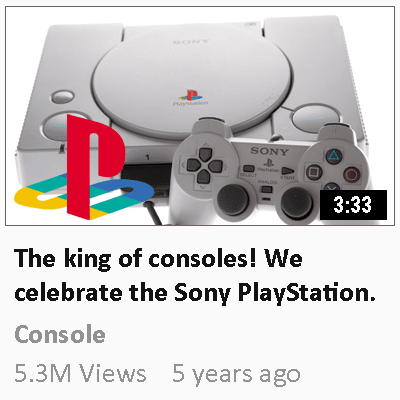 SONY
PlayStation
1
SONY
PlayStation
SELECT
START
ANALOG
3:33
The king of consoles! We
celebrate the Sony PlayStation.
Console
5.3M Views 5 years ago